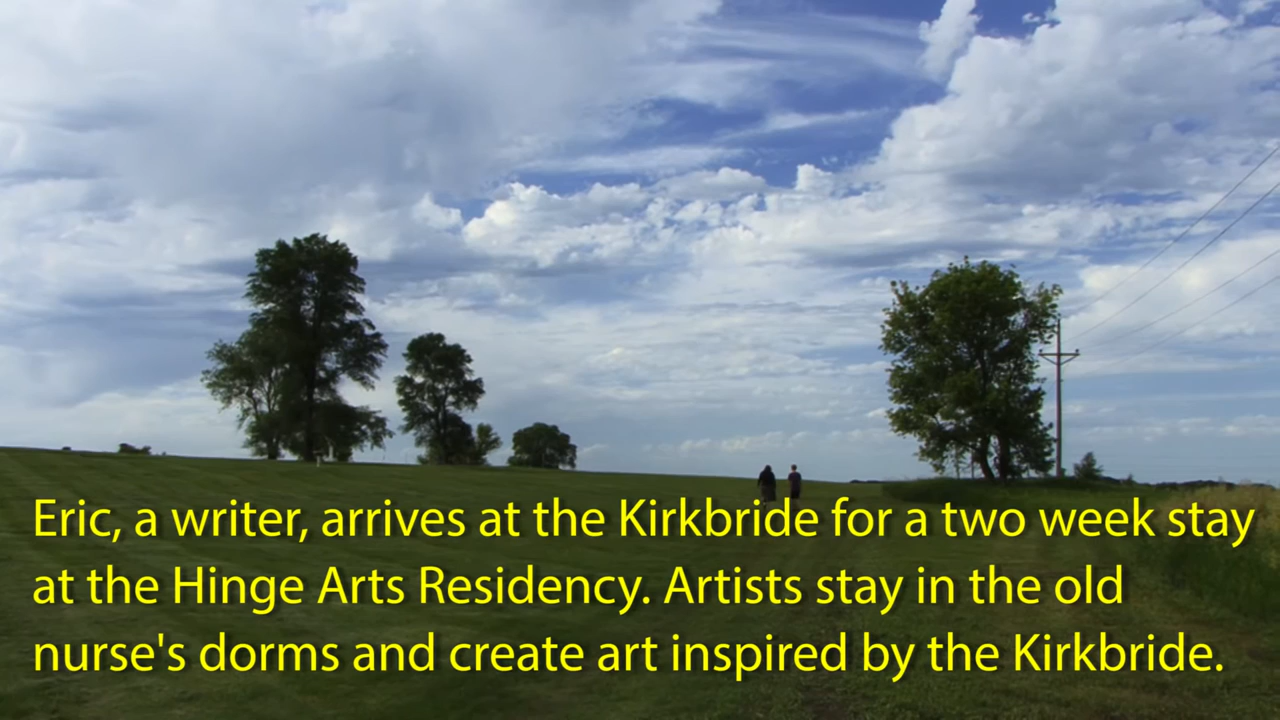 Eric, a writer, arrives at the Kirkbride for a two week stay
at the Hinge Arts Residency. Artists stay in the old
nurse's dorms and create art inspired by the Kirkbride.